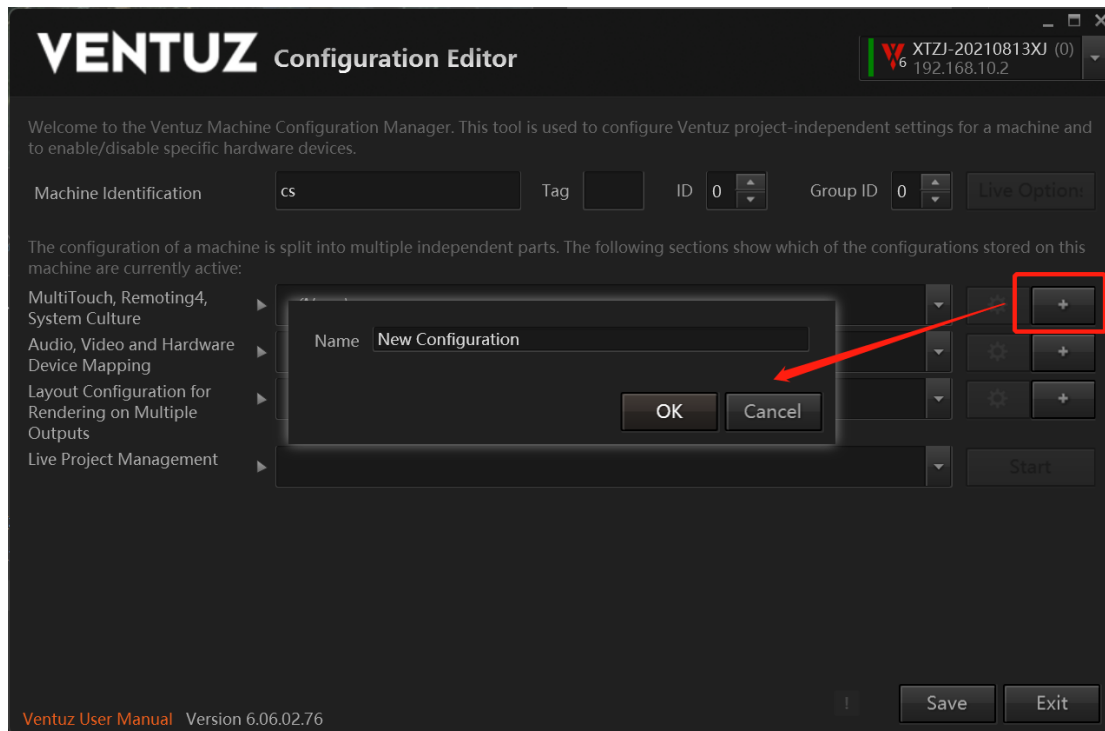 VENTUZ Configuration Editor
6 XTZJ-20210813XJ (0)
192.168.10.2
Welcome to the Ventuz Machine Configuration Manager. This tool is used to configure Ventuz project-independent settings for a machine and
to enable/disable specific hardware devices.
Machine Identification cs Tag ID 0 Group ID 0 Live Options
The configuration of a machine is split into multiple independent parts. The following sections show which of the configurations stored on this
machine are currently active:
MultiTouch, Remoting4,
System Culture
+
Name New Configuration
Audio, Video and Hardware
Device Mapping
+
Layout Configuration for
Rendering on Multiple
Outputs
+
OK Cancel
Live Project Management Start
! Save Exit
Ventuz User Manual Version 6.06.02.76